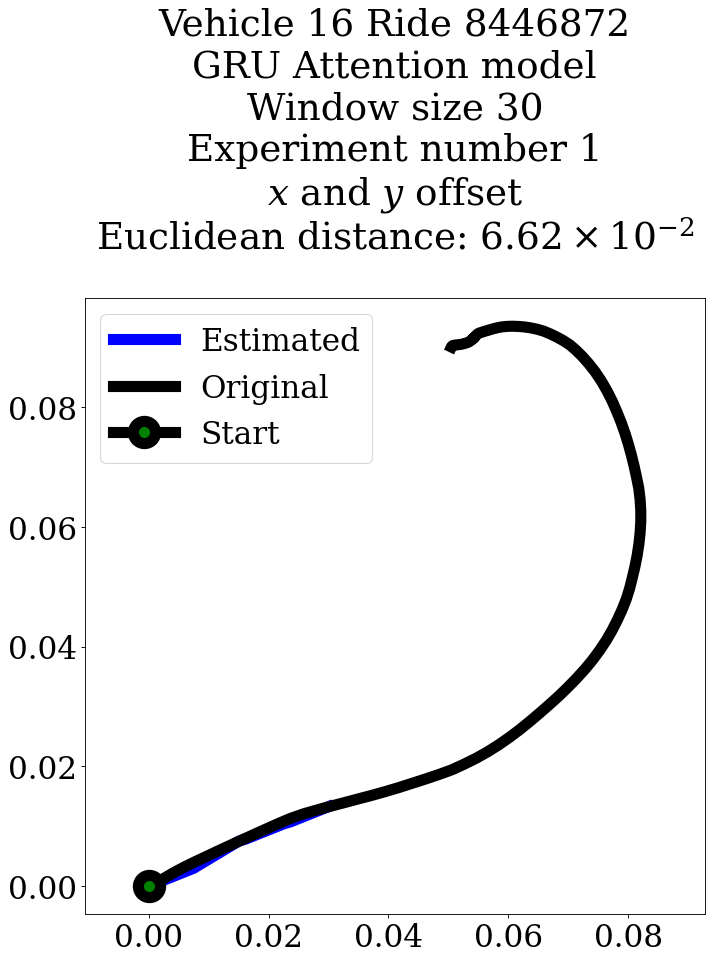 Vehicle 16 Ride 8446872
GRU Attention model
Window size 30
Experiment number 1
x and y offset
Euclidean distance: 6.62 × 10⁻²
Estimated
Original
Start
0.08
0.06
0.04
0.02
0.00
0.00 0.02 0.04 0.06 0.08